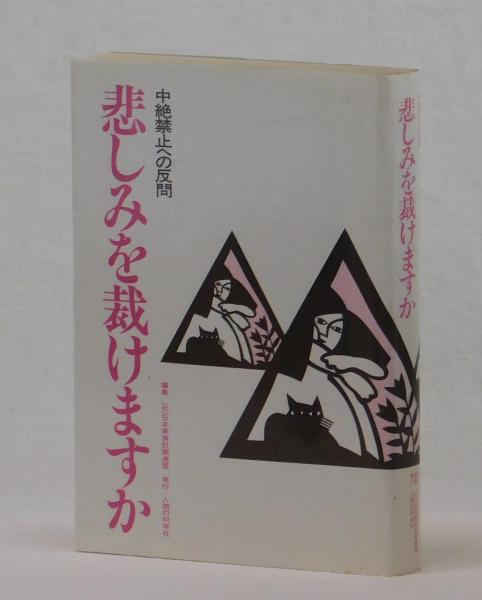 中絶禁止への反問
悲しみを裁けますか
編集 (社)日本家族計画連盟 発行 人間の科学社
悲しみを裁けますか